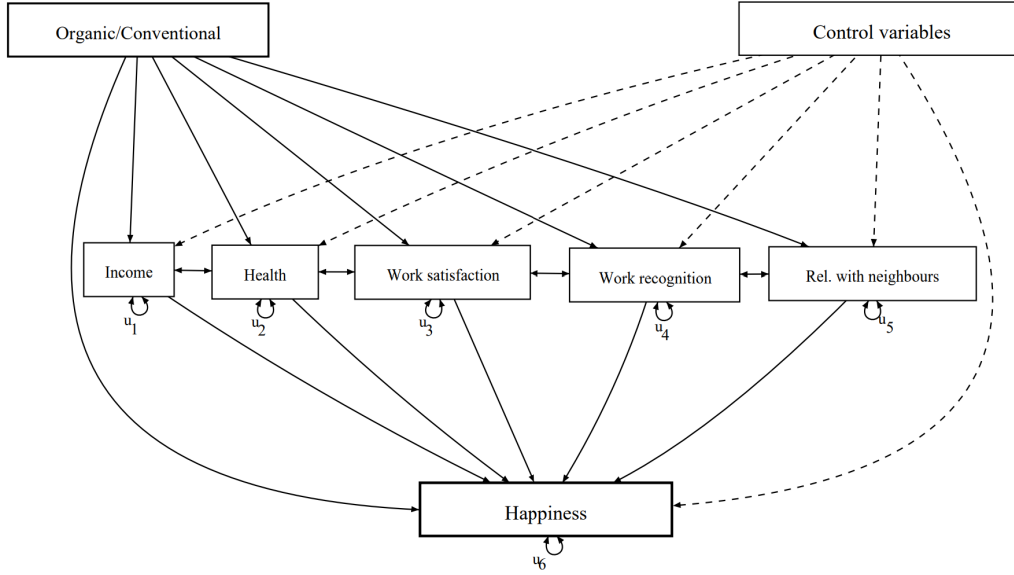 Organic/Conventional
Control variables
Income
Health
Work satisfaction
Work recognition
Rel. with neighbours
u1
u2
u3
u4
u5
Happiness
u6